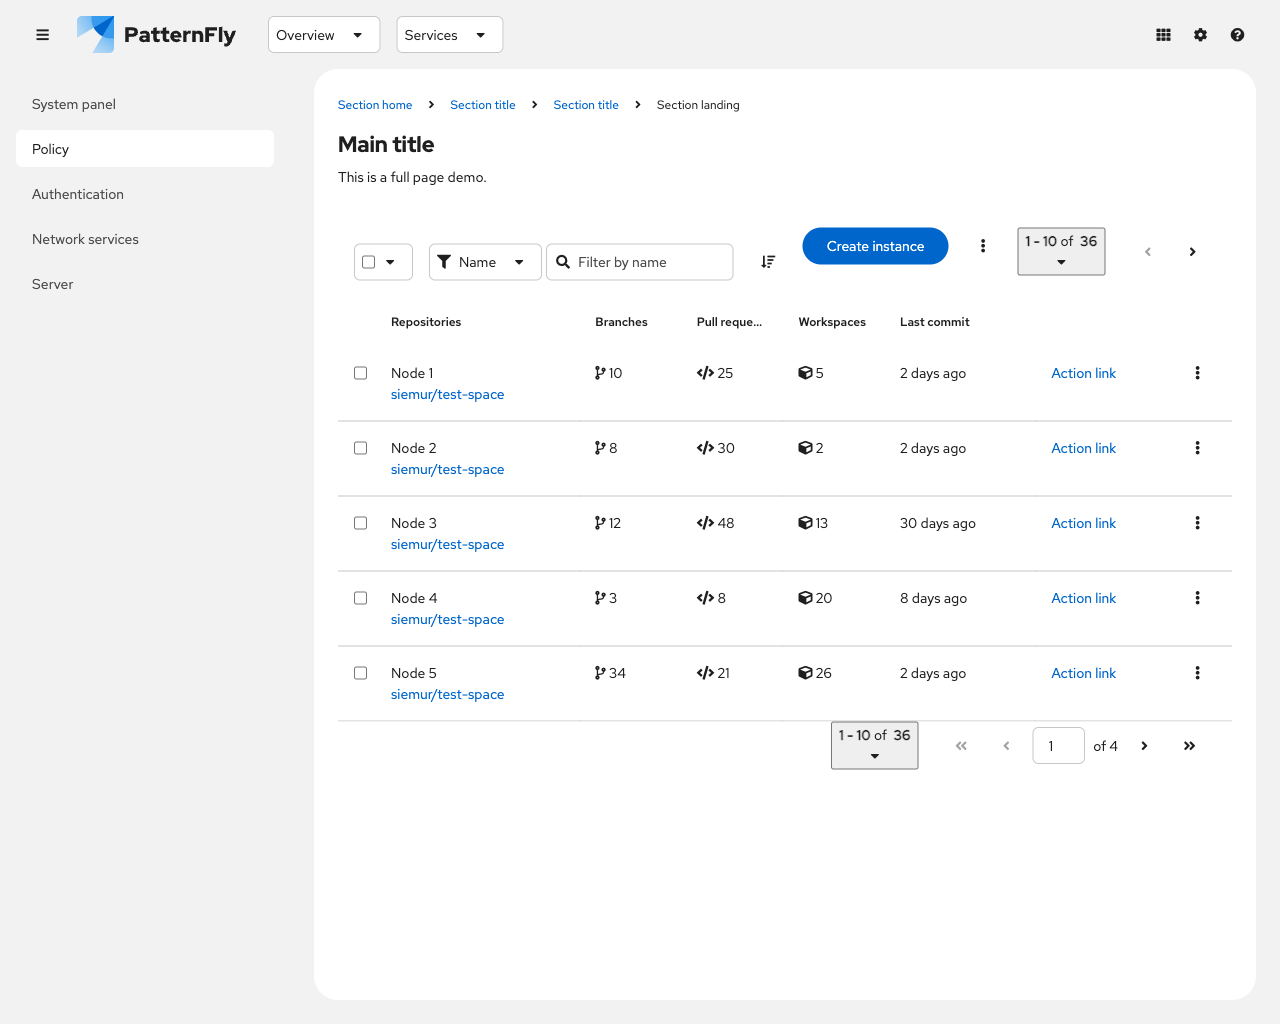 PatternFly
Overview
Services
System panel
Policy
Authentication
Network services
Server
Section home
Section title
Section title
Section landing
Main title
This is a full page demo.
Name
Filter by name
Create instance
1 - 10 of 36
Repositories Branches Pull reque... Workspaces Last commit
Node 1 10 25 5 2 days ago Action link
siemur/test-space
Node 2 8 30 2 2 days ago Action link
siemur/test-space
Node 3 12 48 13 30 days ago Action link
siemur/test-space
Node 4 3 8 20 8 days ago Action link
siemur/test-space
Node 5 34 21 26 2 days ago Action link
siemur/test-space
1 - 10 of 36
1 of 4